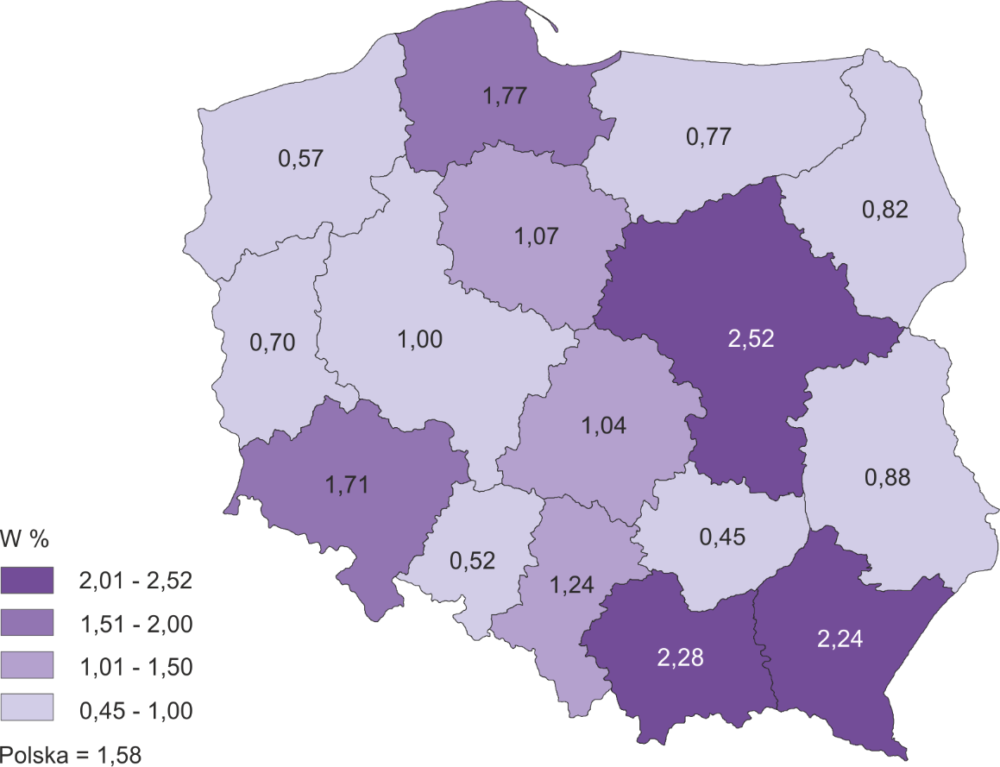 1,77
0,77
0,57
0,82
1,07
0,70
1,00
2,52
1,04
1,71
0,88
0,45
0,52
1,24
2,24
2,28
W %
2,01 - 2,52
1,51 - 2,00
1,01 - 1,50
0,45 - 1,00
Polska = 1,58